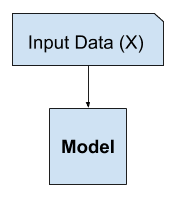 Input Data (X)
Model